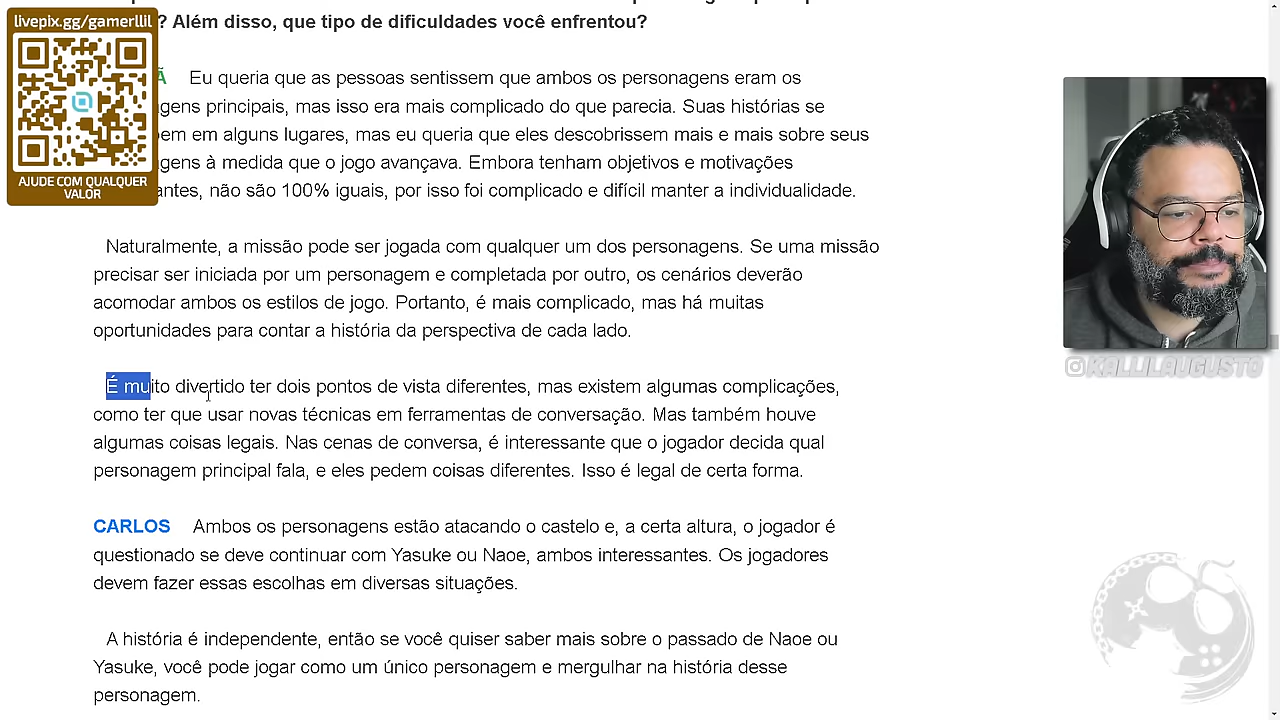 livepix.gg/gamerllil
? Além disso, que tipo de dificuldades você enfrentou?
Eu queria que as pessoas sentissem que ambos os personagens eram os
gens principais, mas isso era mais complicado do que parecia. Suas histórias se
em em alguns lugares, mas eu queria que eles descobrissem mais e mais sobre seus
gens à medida que o jogo avançava. Embora tenham objetivos e motivações
antes, não são 100% iguais, por isso foi complicado e difícil manter a individualidade.
AJUDE COM QUALQUER
VALOR
Naturalmente, a missão pode ser jogada com qualquer um dos personagens. Se uma missão
precisar ser iniciada por um personagem e completada por outro, os cenários deverão
acomodar ambos os estilos de jogo. Portanto, é mais complicado, mas há muitas
oportunidades para contar a história da perspectiva de cada lado.
É muito divertido ter dois pontos de vista diferentes, mas existem algumas complicações,
como ter que usar novas técnicas em ferramentas de conversação. Mas também houve
algumas coisas legais. Nas cenas de conversa, é interessante que o jogador decida qual
personagem principal fala, e eles pedem coisas diferentes. Isso é legal de certa forma.
CARLOS Ambos os personagens estão atacando o castelo e, a certa altura, o jogador é
questionado se deve continuar com Yasuke ou Naoe, ambos interessantes. Os jogadores
devem fazer essas escolhas em diversas situações.
A história é independente, então se você quiser saber mais sobre o passado de Naoe ou
Yasuke, você pode jogar como um único personagem e mergulhar na história desse
personagem.
KALLILAUGUSTO